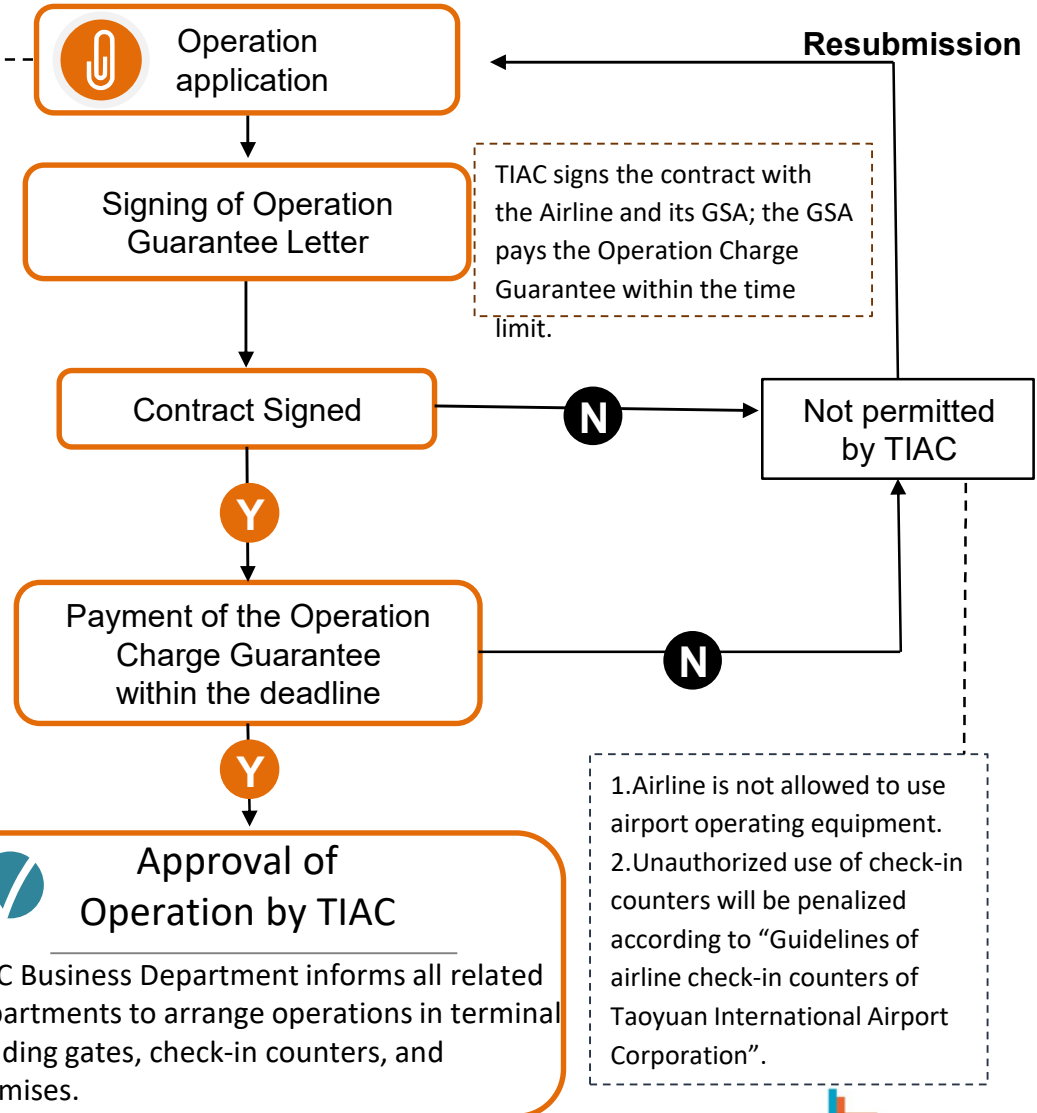 Operation
application
Resubmission
Signing of Operation
Guarantee Letter
TIAC signs the contract with
the Airline and its GSA; the GSA
pays the Operation Charge
Guarantee within the time
limit.
Contract Signed
N
Not permitted
by TIAC
Y
Payment of the Operation
Charge Guarantee
within the deadline
N
Y
Approval of
Operation by TIAC
C Business Department informs all related
partments to arrange operations in terminal
ding gates, check-in counters, and
mises.
1.Airline is not allowed to use
airport operating equipment.
2.Unauthorized use of check-in
counters will be penalized
according to “Guidelines of
airline check-in counters of
Taoyuan International Airport
Corporation”.